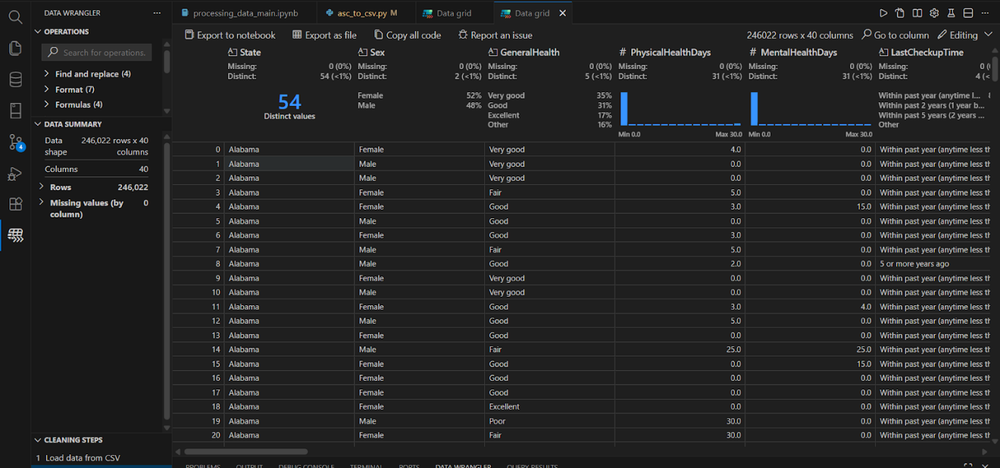 DATA WRANGLER ···
processing_data_main.ipynb asc_to_csv.py M Data grid Data grid
OPERATIONS
Export to notebook Export as file Copy all code Report an issue 246022 rows x 40 columns Go to column Editing
Search for operations.
Find and replace (4)
Format (7)
Formulas (4)
DATA SUMMARY
Data shape 246,022 rows x 40 columns
Columns 40
Rows 246,022
Missing values (by column) 0
CLEANING STEPS
1 Load data from CSV
4
State Sex GeneralHealth # PhysicalHealthDays # MentalHealthDays LastCheckupTime
Missing: 0 (0%) Missing: 0 (0%) Missing: 0 (0%) Missing: 0 (0%) Missing: 0 (0%) Missing: 0 (
Distinct: 54 (<1%) Distinct: 2 (<1%) Distinct: 5 (<1%) Distinct: 31 (<1%) Distinct: 31 (<1%) Distinct: 4 (<
54
Distinct values
Female 52%
Male 48%
Very good 35%
Good 31%
Excellent 17%
Other 16%
Min 0.0 Max 30.0
Min 0.0 Max 30.0
Within past year (anytime l...
Within past 2 years (1 year b...
Within past 5 years (2 years ...
Other
0 Alabama Female Very good 4.0 0.0 Within past year (anytime less th
1 Alabama Male Very good 0.0 0.0 Within past year (anytime less th
2 Alabama Male Very good 0.0 0.0 Within past year (anytime less th
3 Alabama Female Fair 5.0 0.0 Within past year (anytime less th
4 Alabama Female Good 3.0 15.0 Within past year (anytime less th
5 Alabama Male Good 0.0 0.0 Within past year (anytime less th
6 Alabama Female Good 3.0 0.0 Within past year (anytime less th
7 Alabama Male Fair 5.0 0.0 Within past year (anytime less th
8 Alabama Male Good 2.0 0.0 5 or more years ago
9 Alabama Female Very good 0.0 0.0 Within past year (anytime less th
10 Alabama Male Very good 0.0 0.0 Within past year (anytime less th
11 Alabama Female Good 3.0 4.0 Within past year (anytime less th
12 Alabama Male Good 5.0 0.0 Within past year (anytime less th
13 Alabama Female Good 0.0 0.0 Within past year (anytime less th
14 Alabama Male Fair 25.0 25.0 Within past year (anytime less th
15 Alabama Female Good 0.0 15.0 Within past year (anytime less th
16 Alabama Female Good 0.0 0.0 Within past year (anytime less th
17 Alabama Female Good 0.0 0.0 Within past year (anytime less th
18 Alabama Female Excellent 0.0 0.0 Within past year (anytime less th
19 Alabama Male Poor 30.0 0.0 Within past year (anytime less th
20 Alabama Female Fair 30.0 0.0 Within past year (anytime less th
PROBLEMS OUTPUT DEBUG CONSOLE TERMINAL PORTS DATA WRANGLER QUERY RESULTS